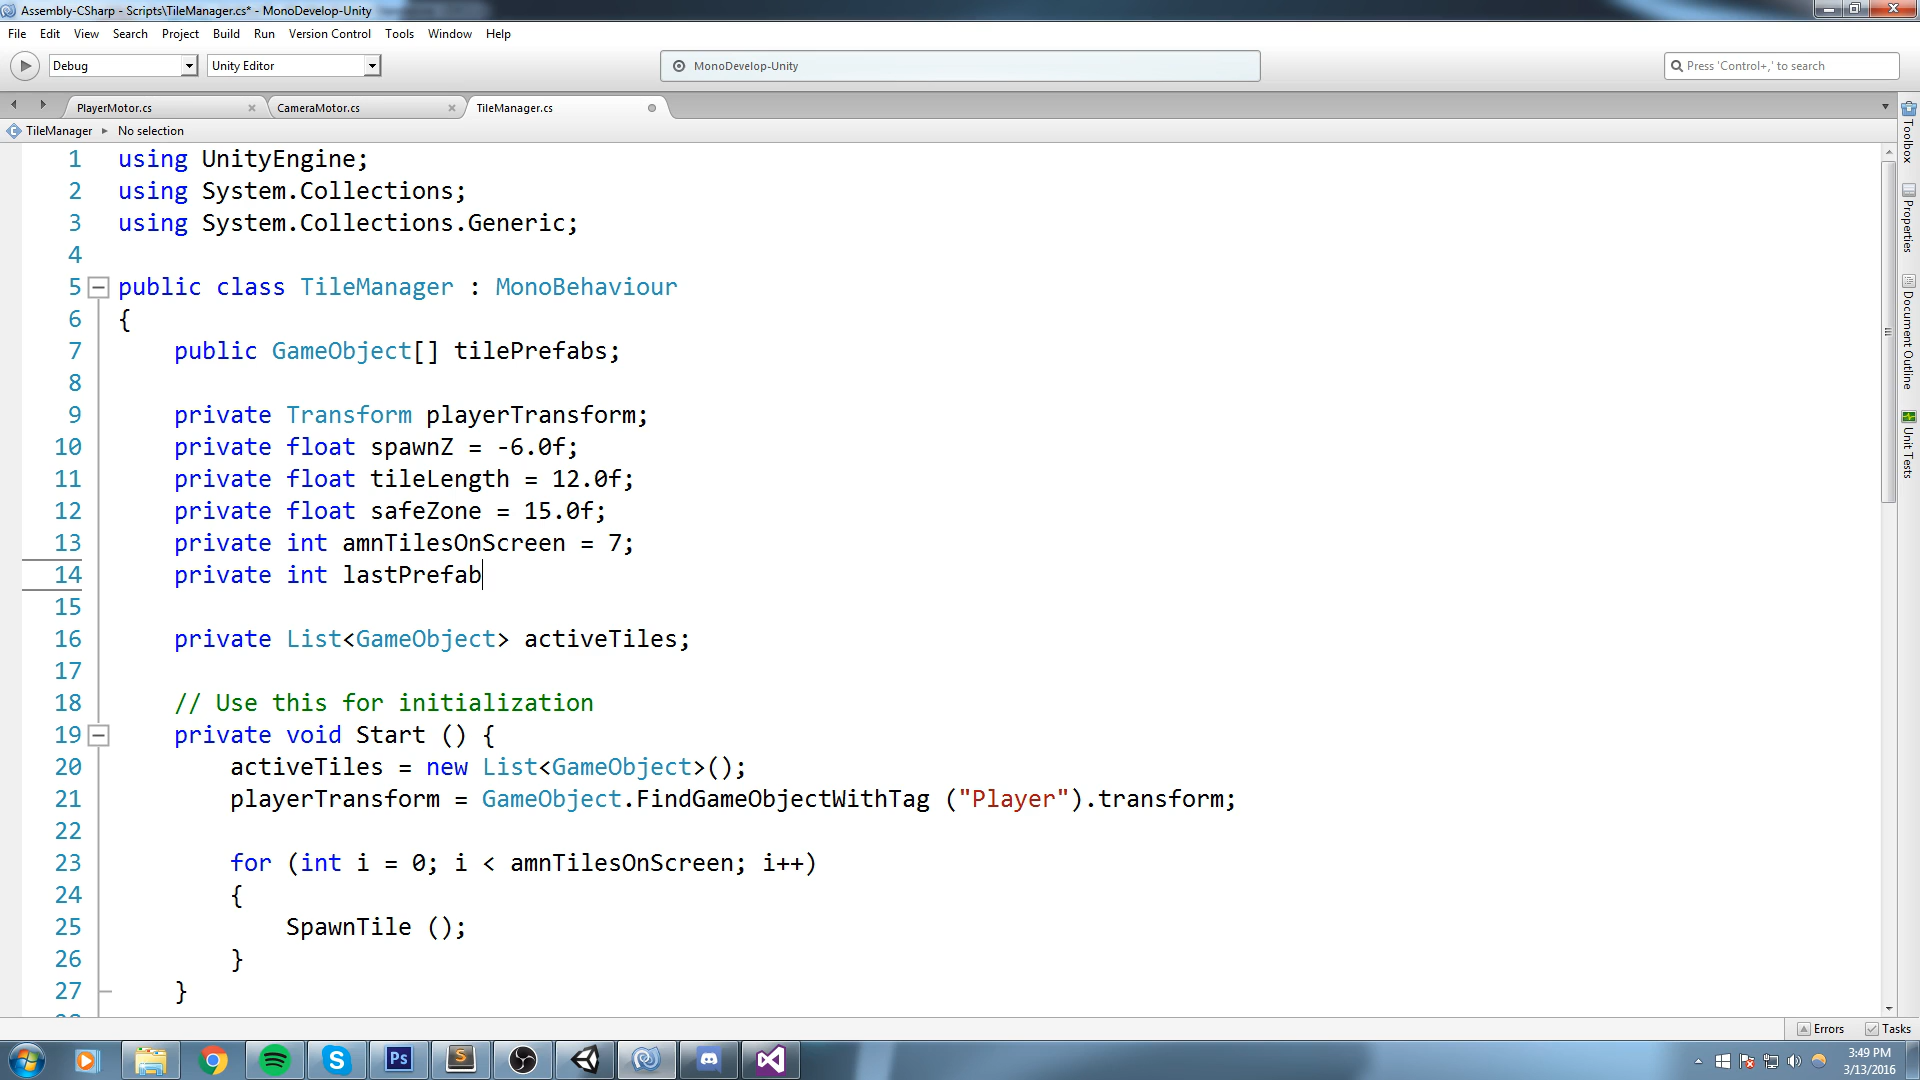 Assembly-CSharp - Scripts\TileManager.cs* - MonoDevelop-Unity
File Edit View Search Project Build Run Version Control Tools Window Help
Debug Unity Editor MonoDevelop-Unity Press 'Control+,' to search
PlayerMotor.cs CameraMotor.cs TileManager.cs
TileManager No selection
1 using UnityEngine;
2 using System.Collections;
3 using System.Collections.Generic;
4
5 public class TileManager : MonoBehaviour
6 {
7 public GameObject[] tilePrefabs;
8
9 private Transform playerTransform;
10 private float spawnZ = -6.0f;
11 private float tileLength = 12.0f;
12 private float safeZone = 15.0f;
13 private int amnTilesOnScreen = 7;
14 private int lastPrefab
15
16 private List<GameObject> activeTiles;
17
18 // Use this for initialization
19 private void Start () {
20 activeTiles = new List<GameObject>();
21 playerTransform = GameObject.FindGameObjectWithTag ("Player").transform;
22
23 for (int i = 0; i < amnTilesOnScreen; i++)
24 {
25 SpawnTile ();
26 }
27 }
Toolbox
Properties
Document Outline
Unit Tests
Errors Tasks
Ps
S
3:49 PM
3/13/2016